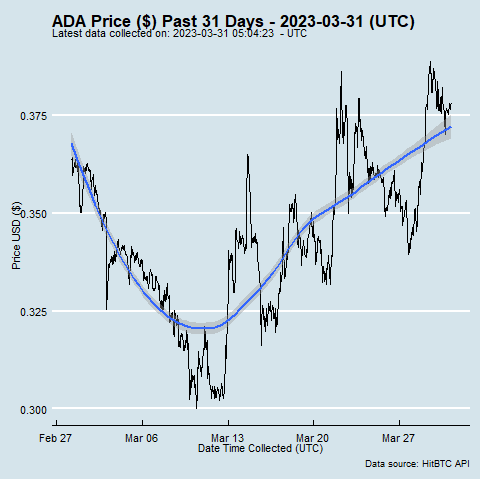 ADA Price ($) Past 31 Days - 2023-03-31 (UTC)
Latest data collected on: 2023-03-31 05:04:23  - UTC
Price USD ($)
0.375
0.350
0.325
0.300
Feb 27 Mar 06 Mar 13 Mar 20 Mar 27
Date Time Collected (UTC)
Data source: HitBTC API